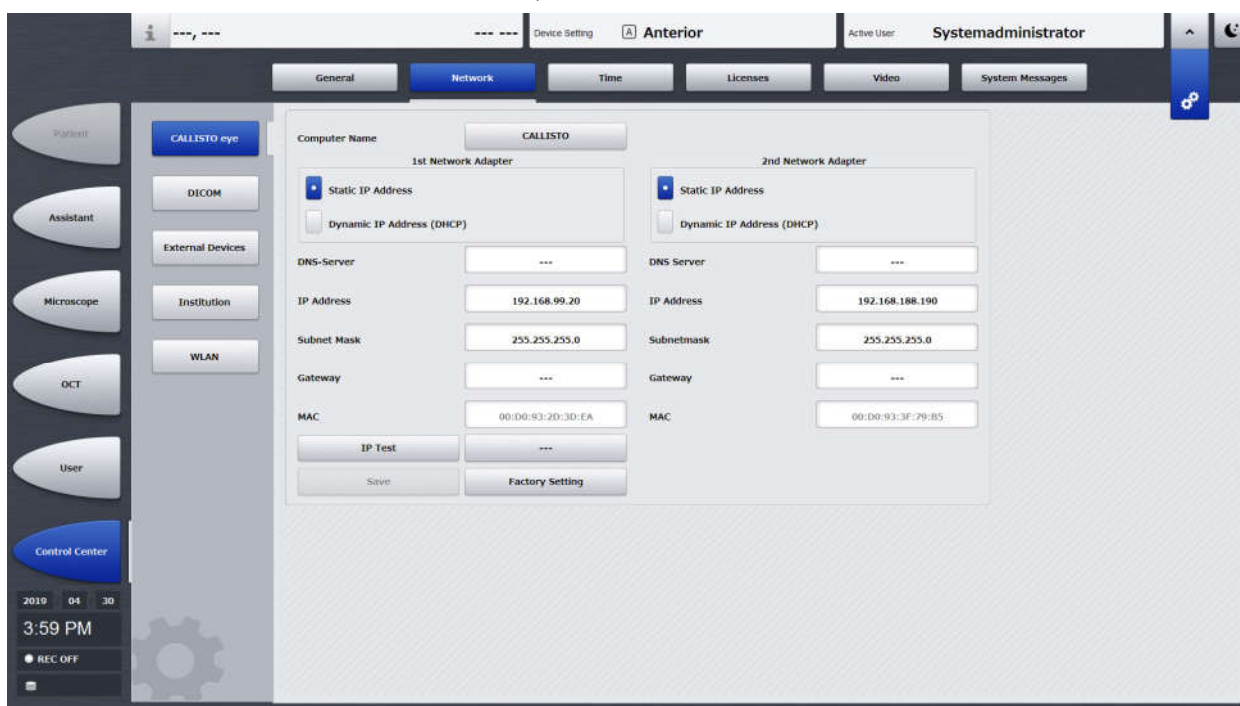 i ---, --- --- --- Device Setting A Anterior Active User Systemadministrator
General Network Time Licenses Video System Messages
Patient
Assistant
Microscope
OCT
User
Control Center
2019 04 30
3:59 PM
REC OFF
CALLISTO eye
DICOM
External Devices
Institution
WLAN
Computer Name CALLISTO
1st Network Adapter 2nd Network Adapter
Static IP Address Static IP Address
Dynamic IP Address (DHCP) Dynamic IP Address (DHCP)
DNS-Server --- DNS Server ---
IP Address 192.168.99.20 IP Address 192.168.188.190
Subnet Mask 255.255.255.0 Subnetmask 255.255.255.0
Gateway --- Gateway ---
MAC 00:D0:93:2D:3D:EA MAC 00:D0:93:3F:79:B5
IP Test ---
Save Factory Setting